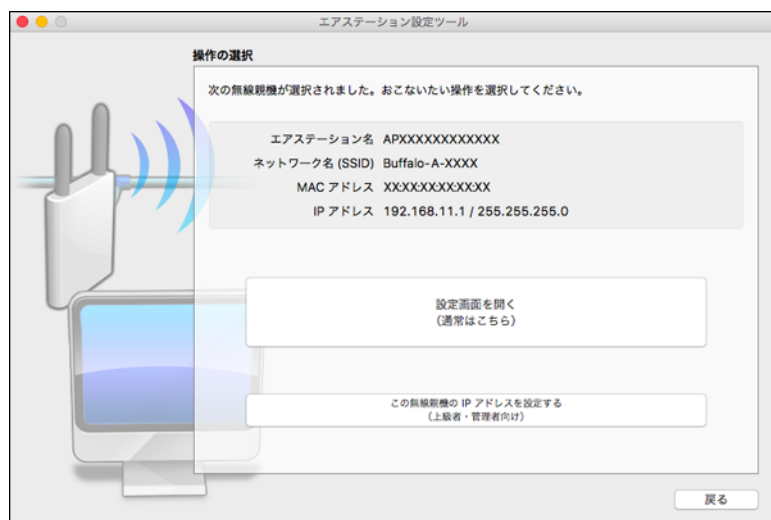 エアステーション設定ツール
操作の選択
次の無線親機が選択されました。おこないたい操作を選択してください。
エアステーション名 APXXXXXXXXXXXX
ネットワーク名 (SSID) Buffalo-A-XXXX
MAC アドレス XX:XX:XX:XX:XX:XX
IP アドレス 192.168.11.1 / 255.255.255.0
設定画面を開く
(通常はこちら)
この無線親機の IP アドレスを設定する
(上級者・管理者向け)
戻る